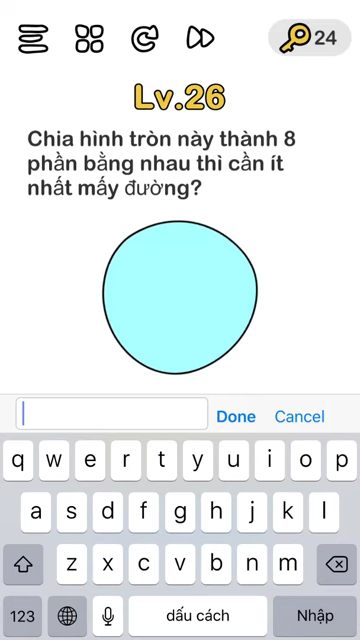 24
Lv.26
Chia hình tròn này thành 8
phần bằng nhau thì cần ít
nhất mấy đường?
Done Cancel
q w e r t y u i o p
a s d f g h j k l
z x c v b n m
123 dấu cách Nhập